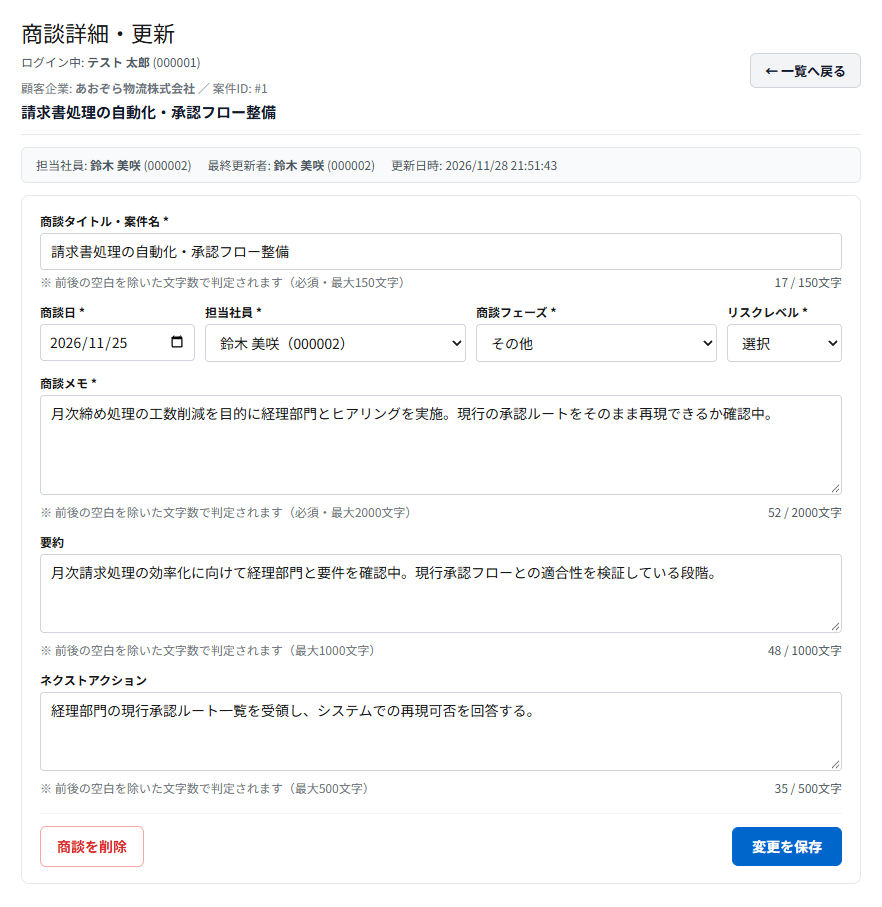 商談詳細・更新
ログイン中: テスト 太郎 (000001)
← 一覧へ戻る
顧客企業: あおぞら物流株式会社 ／ 案件ID: #1
請求書処理の自動化・承認フロー整備
担当社員: 鈴木 美咲 (000002) 最終更新者: 鈴木 美咲 (000002) 更新日時: 2026/11/28 21:51:43
商談タイトル・案件名 *
請求書処理の自動化・承認フロー整備
※ 前後の空白を除いた文字数で判定されます（必須・最大150文字） 17 / 150文字
商談日 * 担当社員 * 商談フェーズ * リスクレベル *
2026/11/25 鈴木 美咲（000002） その他 選択
商談メモ *
月次締め処理の工数削減を目的に経理部門とヒアリングを実施。現行の承認ルートをそのまま再現できるか確認中。
※ 前後の空白を除いた文字数で判定されます（必須・最大2000文字） 52 / 2000文字
要約
月次請求処理の効率化に向けて経理部門と要件を確認中。現行承認フローとの適合性を検証している段階。
※ 前後の空白を除いた文字数で判定されます（最大1000文字） 48 / 1000文字
ネクストアクション
経理部門の現行承認ルート一覧を受領し、システムでの再現可否を回答する。
※ 前後の空白を除いた文字数で判定されます（最大500文字） 35 / 500文字
商談を削除 変更を保存